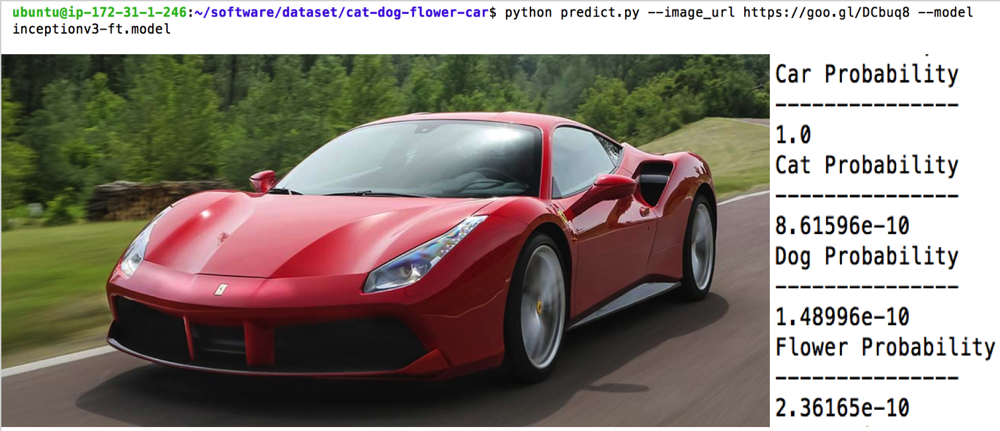 ubuntu@ip-172-31-1-246:~/software/dataset/cat-dog-flower-car$ python predict.py --image_url https://goo.gl/DCbuq8 --model
inceptionv3-ft.model
Car Probability
---------------
1.0
Cat Probability
---------------
8.61596e-10
Dog Probability
---------------
1.48996e-10
Flower Probability
---------------
2.36165e-10